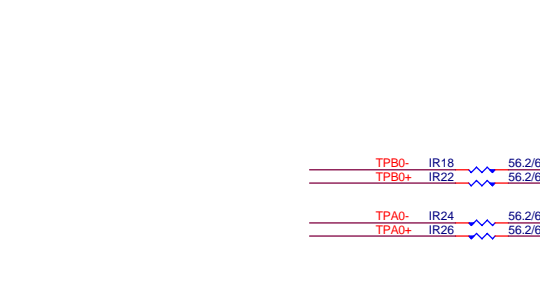 TPB0- IR18 56.2/6
TPB0+ IR22 56.2/6
TPA0- IR24 56.2/6
TPA0+ IR26 56.2/6